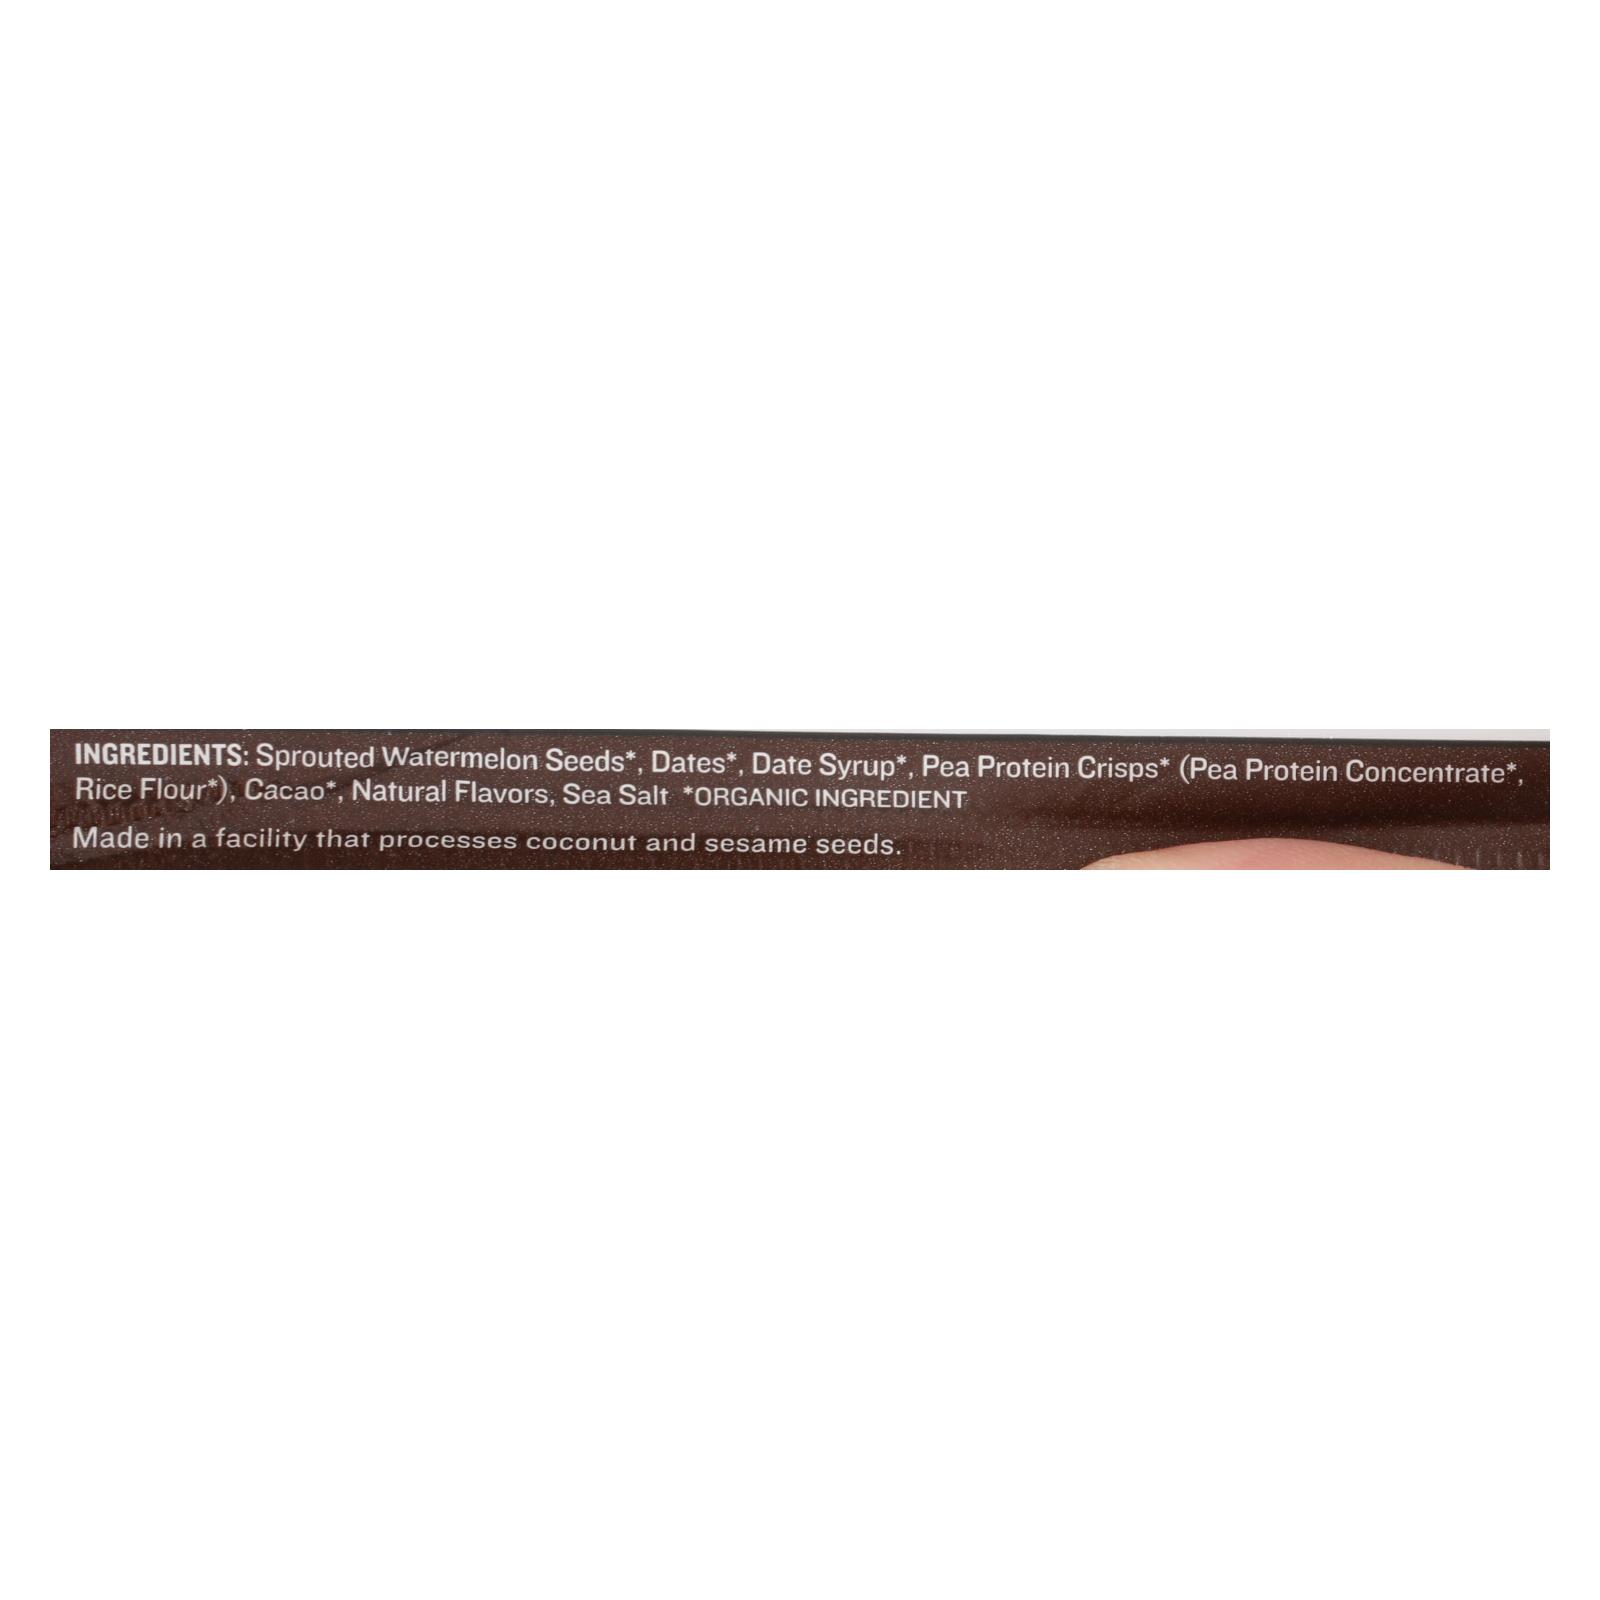 INGREDIENTS: Sprouted Watermelon Seeds*, Dates*, Date Syrup*, Pea Protein Crisps* (Pea Protein Concentrate*,
Rice Flour*), Cacao*, Natural Flavors, Sea Salt *ORGANIC INGREDIENT
Made in a facility that processes coconut and sesame seeds.